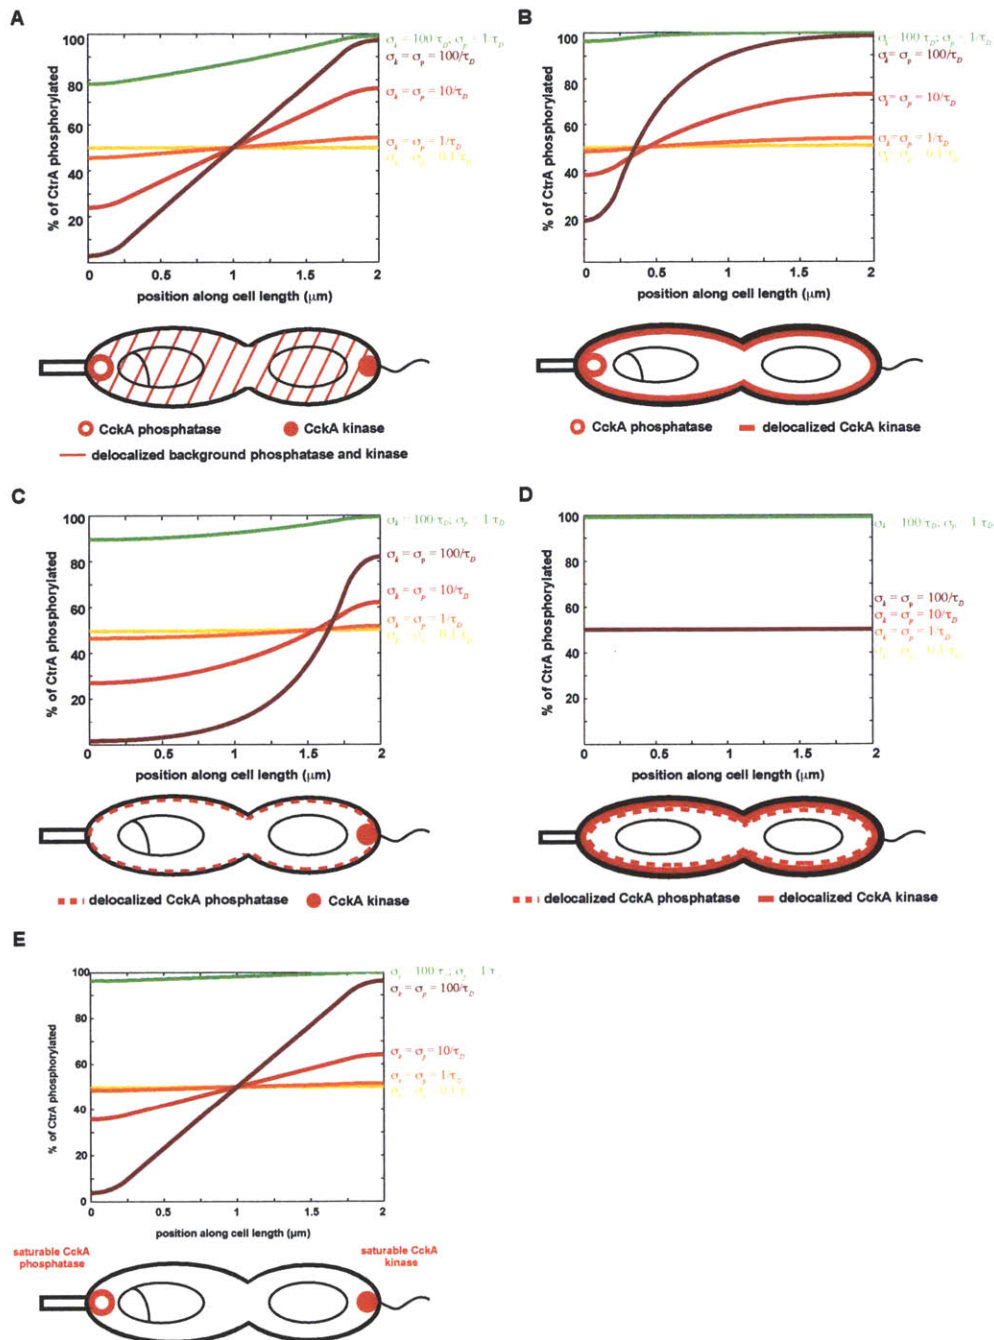 A
% of CtrA phosphorylated
100
80
60
40
20
0 0.5 1 1.5 2
position along cell length (μm)
σk = 100/τD; σp = 1/τD
σk = σp = 100/τD
σk = σp = 10/τD
σk = σp = 1/τD
CckA phosphatase
CckA kinase
delocalized background phosphatase and kinase
B
% of CtrA phosphorylated
100
80
60
40
20
0 0.5 1 1.5 2
position along cell length (μm)
σk = 100/τD; σp = 1/τD
σk = σp = 100/τD
σk = σp = 10/τD
σk = σp = 1/τD
CckA phosphatase
delocalized CckA kinase
C
% of CtrA phosphorylated
100
80
60
40
20
0 0.5 1 1.5 2
position along cell length (μm)
σk = 100/τD; σp = 1/τD
σk = σp = 100/τD
σk = σp = 10/τD
σk = σp = 1/τD
delocalized CckA phosphatase
CckA kinase
D
% of CtrA phosphorylated
100
80
60
40
20
0 0.5 1 1.5 2
position along cell length (μm)
σk = σp = 100/τD
σk = σp = 10/τD
σk = σp = 1/τD
delocalized CckA phosphatase
delocalized CckA kinase
E
% of CtrA phosphorylated
100
80
60
40
20
0
0 0.5 1 1.5 2
position along cell length (μm)
= 100/τD
= 10/τD
= 1/τD
saturable CckA
phosphatase
saturable CckA
kinase